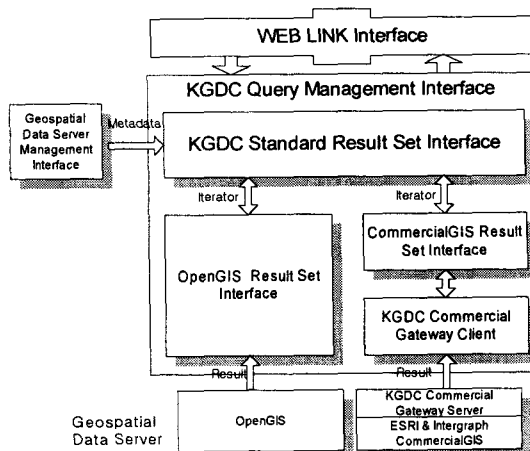 WEB LINK Interface
KGDC Query Management Interface
Geospatial
Data Server
Management
Interface
Metadata
KGDC Standard Result Set Interface
Iterator
Iterator
OpenGIS Result Set
Interface
CommercialGIS Result
Set Interface
KGDC Commercial
Gateway Client
Result
Result
Geospatial
Data Server
OpenGIS
KGDC Commercial
Gateway Server
ESRI & Intergraph
CommercialGIS